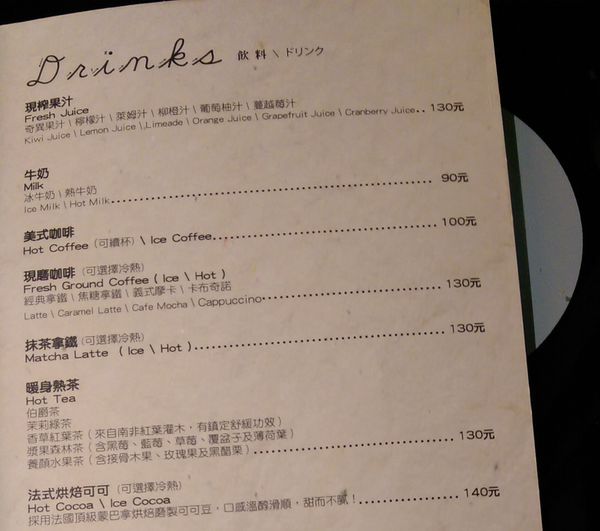 Drinks 飲料 \ ドリンク
現榨果汁
Fresh Juice
奇異果汁 \ 檸檬汁 \ 萊姆汁 \ 柳橙汁 \ 葡萄柚汁 \ 蔓越莓汁
Kiwi Juice \ Lemon Juice \ Limeade \ Orange Juice \ Grapefruit Juice \ Cranberry Juice.. 130元
牛奶
Milk
冰牛奶 \ 熱牛奶
Ice Milk \ Hot Milk 90元
美式咖啡
Hot Coffee (可續杯) \ Ice Coffee 100元
現磨咖啡 (可選擇冷熱)
Fresh Ground Coffee ( Ice \ Hot )
經典拿鐵 \ 焦糖拿鐵 \ 義式摩卡 \ 卡布奇諾
Latte \ Caramel Latte \ Cafe Mocha \ Cappuccino 130元
抹茶拿鐵 (可選擇冷熱)
Matcha Latte ( Ice \ Hot ) 130元
暖身熱茶
Hot Tea
伯爵茶
茉莉綠茶
香草紅葉茶 ( 來自南非紅葉灌木，有鎮定舒緩功效 )
漿果森林茶 ( 含黑莓、藍莓、草莓、覆盆子及薄荷葉 )
養顏水果茶 ( 含接骨木果、玫瑰果及黑醋栗 ) 130元
法式烘焙可可 (可選擇冷熱)
Hot Cocoa \ Ice Cocoa
採用法國頂級蒙巴拿烘焙磨製可可豆，口感溫醇滑順，甜而不膩！ 140元